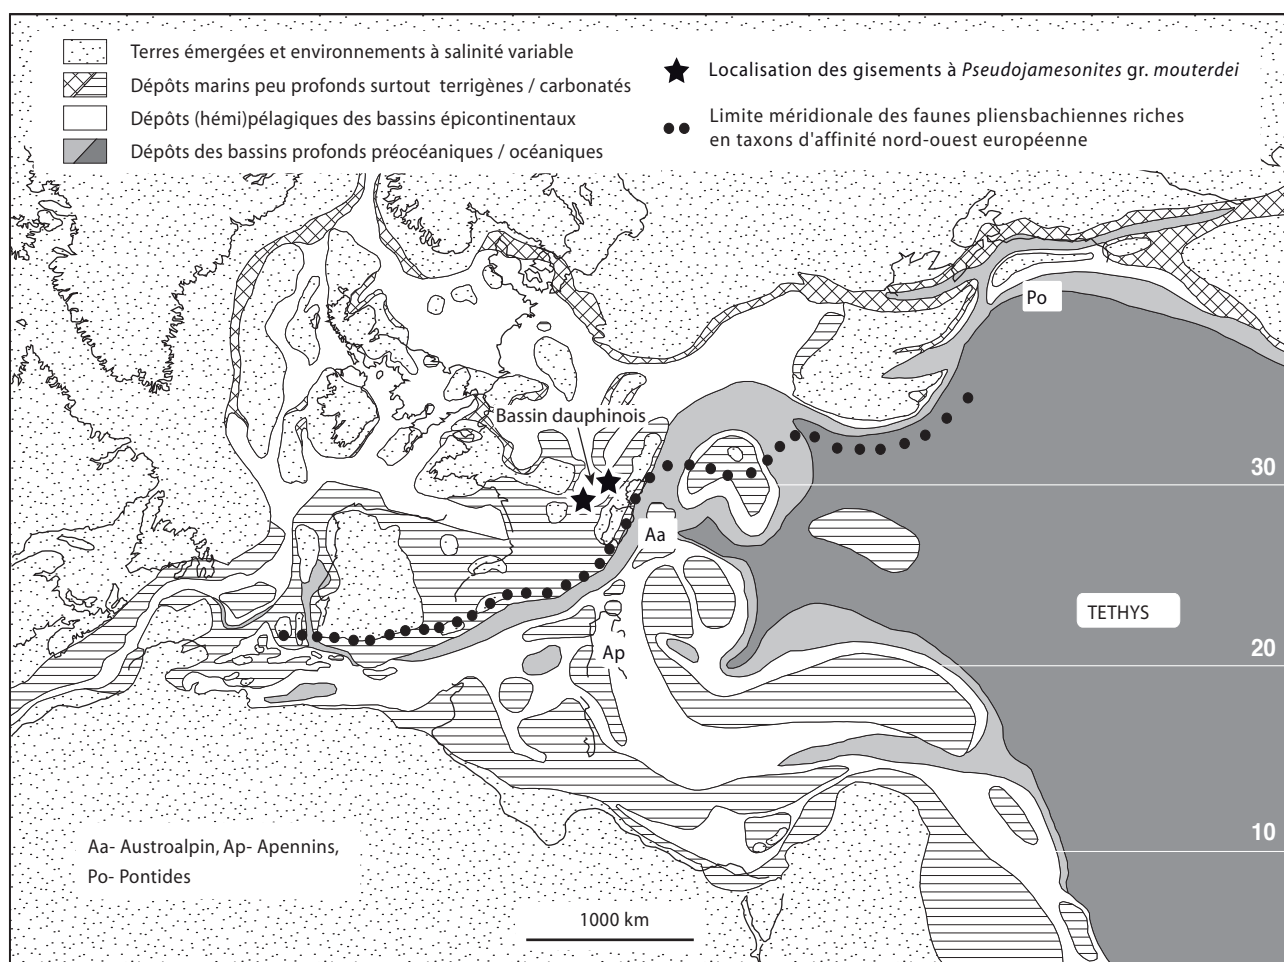 Terres émergées et environnements à salinité variable
Dépôts marins peu profonds surtout terrigènes / carbonatés
Dépôts (hémi)pélagiques des bassins épicontinentaux
Dépôts des bassins profonds préocéaniques / océaniques
Localisation des gisements à Pseudojamesonites gr. mouterdei
Limite méridionale des faunes pliensbachiennes riches
en taxons d'affinité nord-ouest européenne
Po
Bassin dauphinois
30
Aa
TETHYS
20
Ap
10
Aa- Austroalpin, Ap- Apennins,
Po- Pontides
1000 km